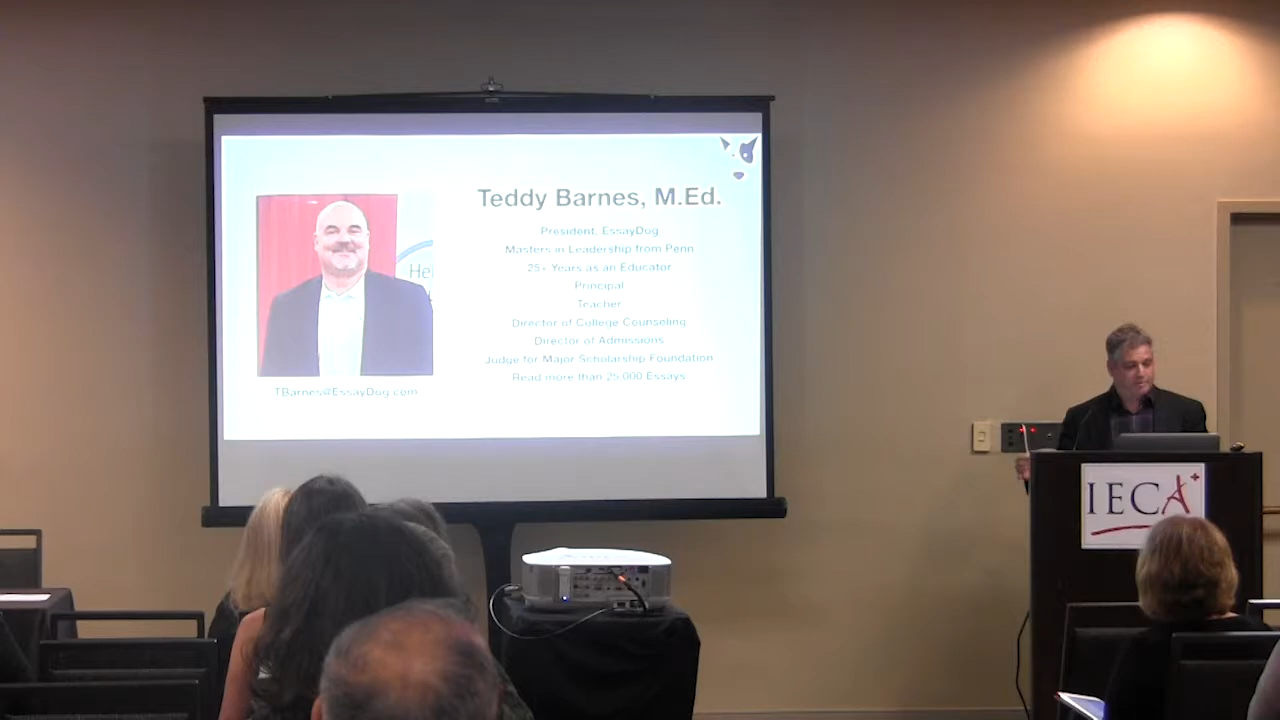 Teddy Barnes, M.Ed.
President, EssayDog
Masters in Leadership from Penn
25+ Years as an Educator
Principal
Teacher
Director of College Counseling
Director of Admissions
Judge for Major Scholarship Foundation
Read more than 25,000 Essays
Hel
TBarnes@EssayDog.com
IECA+